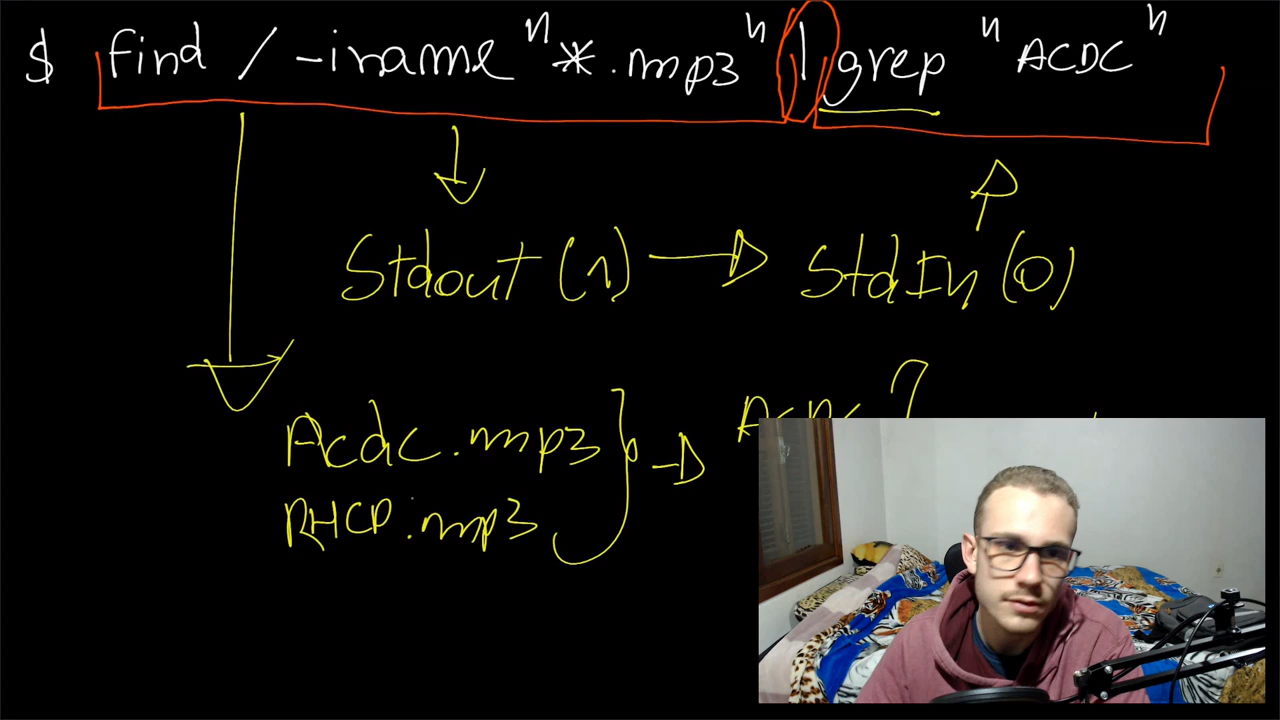 $ find / -iname "*.mp3" | grep "ACDC"
Stdout (1) StdIn (0)
Acdc.mp3
RHCP.mp3